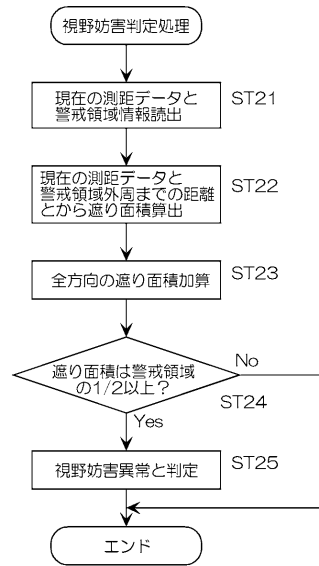 視野妨害判定処理
現在の測距データと
警戒領域情報読出
ST21
現在の測距データと
警戒領域外周までの距離
とから遮り面積算出
ST22
全方向の遮り面積加算
ST23
遮り面積は警戒領域
の1/2以上?
No
ST24
Yes
視野妨害異常と判定
ST25
エンド